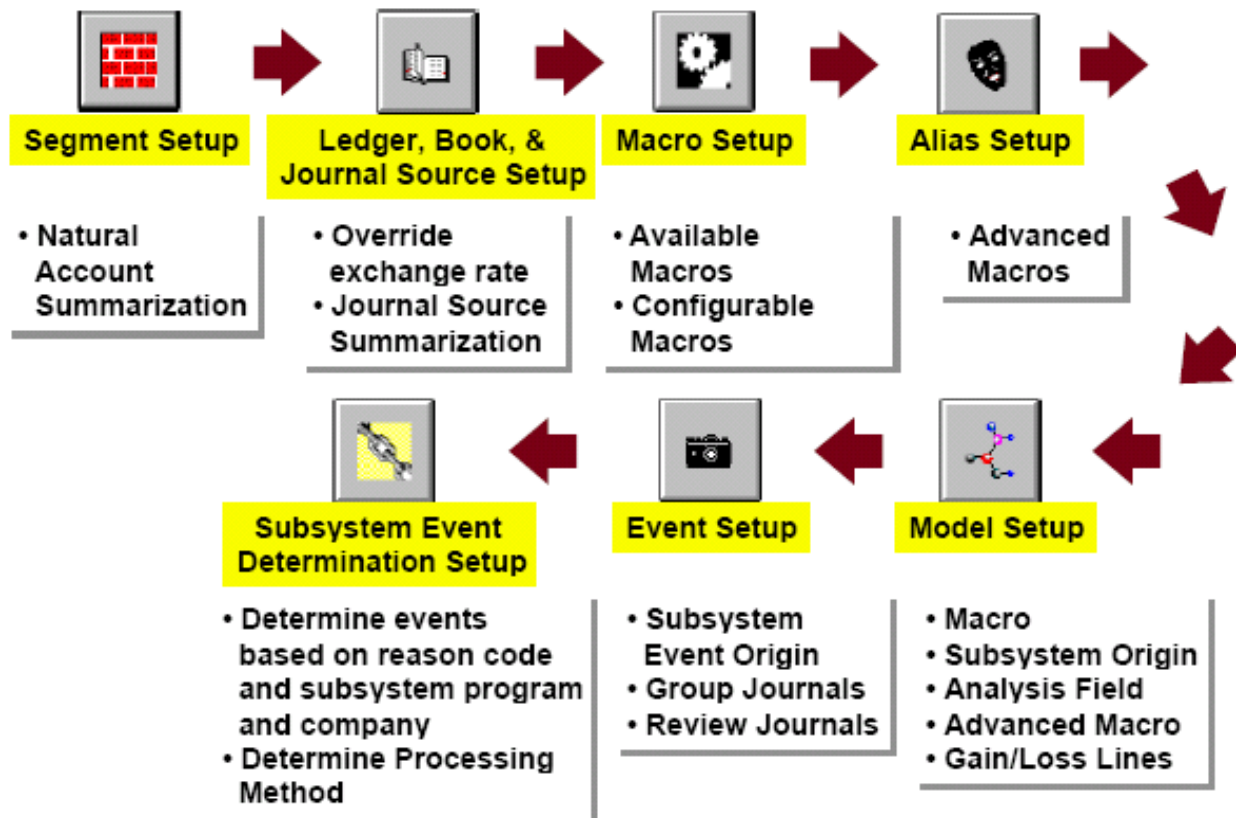 Segment Setup
• Natural
Account
Summarization
Ledger, Book, &
Journal Source Setup
• Override
exchange rate
• Journal Source
Summarization
Macro Setup
• Available
Macros
• Configurable
Macros
Alias Setup
• Advanced
Macros
Model Setup
• Macro
• Subsystem Origin
• Analysis Field
• Advanced Macro
• Gain/Loss Lines
Event Setup
• Subsystem
Event Origin
• Group Journals
• Review Journals
Subsystem Event
Determination Setup
• Determine events
based on reason code
and subsystem program
and company
• Determine Processing
Method